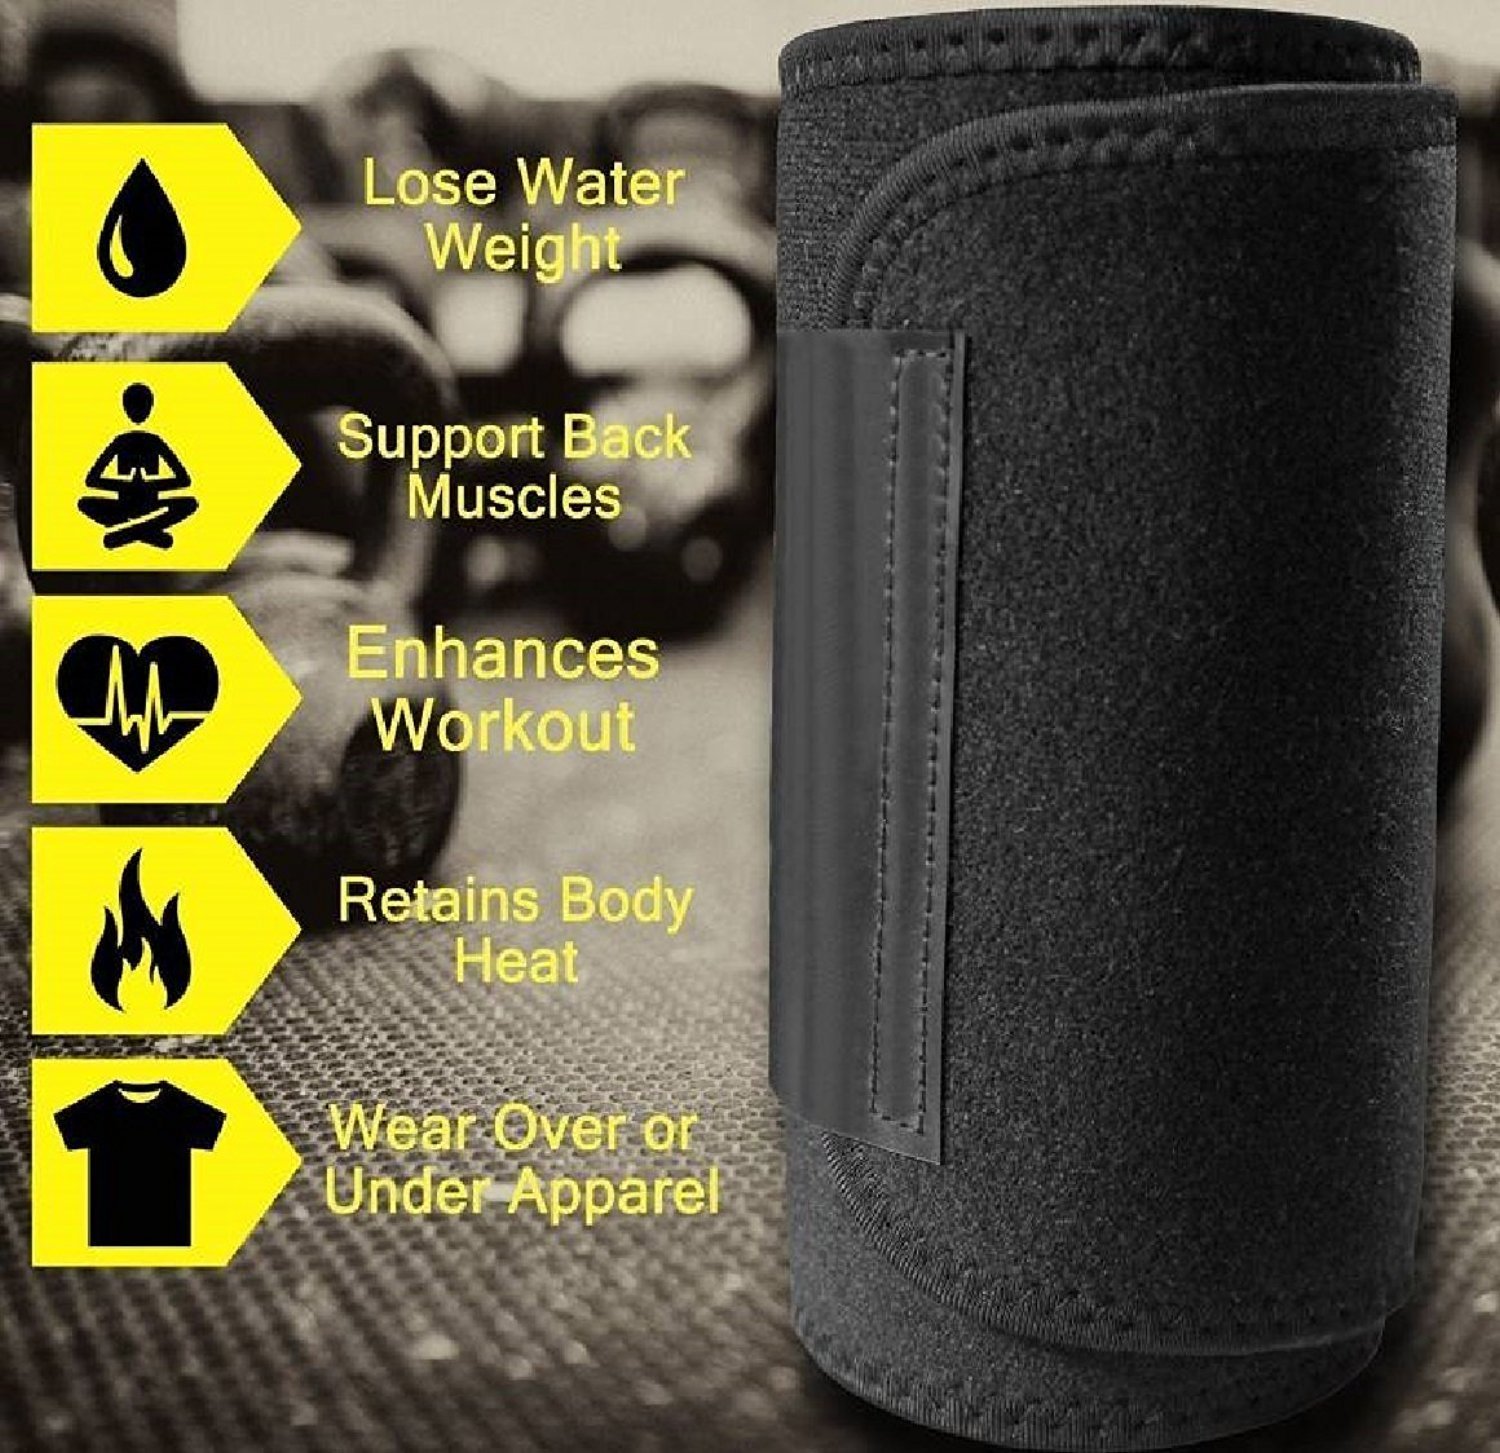 Lose Water
Weight
Support Back
Muscles
Enhances
Workout
Retains Body
Heat
Wear Over or
Under Apparel